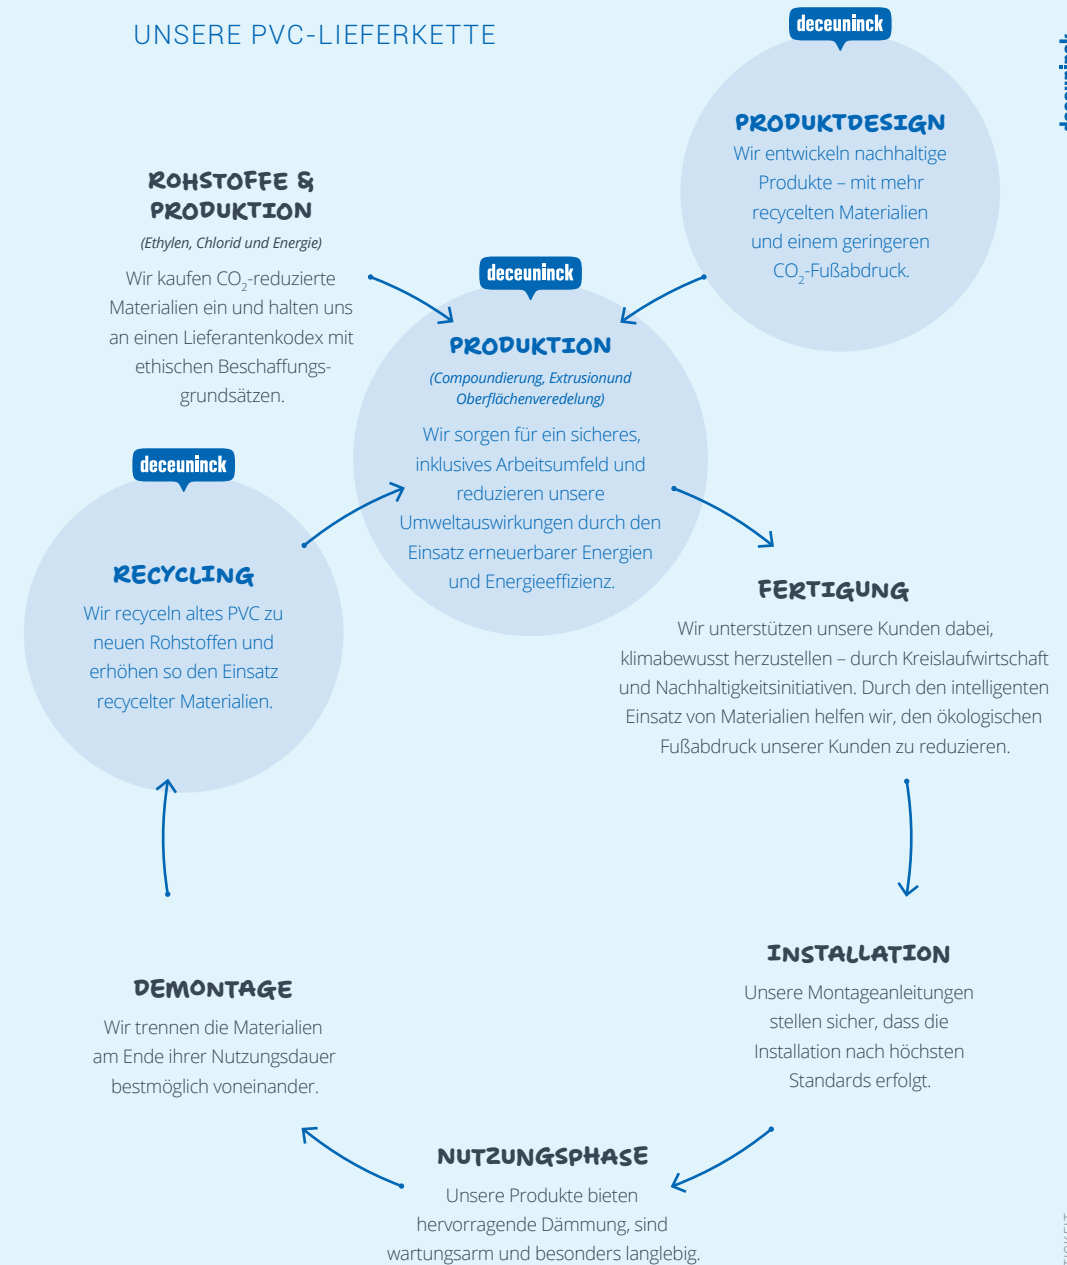 UNSERE PVC-LIEFERKETTE
deceuninck
PRODUKTDESIGN
Wir entwickeln nachhaltige
Produkte – mit mehr
recycelten Materialien
und einem geringeren
CO₂-Fußabdruck.
deceuninck
ROHSTOFFE &
PRODUKTION
(Ethylen, Chlorid und Energie)
Wir kaufen CO₂-reduzierte
Materialien ein und halten uns
an einen Lieferantenkodex mit
ethischen Beschaffungs-
grundsätzen.
deceuninck
PRODUKTION
(Compoundierung, Extrusionund
Oberflächenveredelung)
Wir sorgen für ein sicheres,
inklusives Arbeitsumfeld und
reduzieren unsere
Umweltauswirkungen durch den
Einsatz erneuerbarer Energien
und Energieeffizienz.
deceuninck
RECYCLING
Wir recyceln altes PVC zu
neuen Rohstoffen und
erhöhen so den Einsatz
recycelter Materialien.
FERTIGUNG
Wir unterstützen unsere Kunden dabei,
klimabewusst herzustellen – durch Kreislaufwirtschaft
und Nachhaltigkeitsinitiativen. Durch den intelligenten
Einsatz von Materialien helfen wir, den ökologischen
Fußabdruck unserer Kunden zu reduzieren.
INSTALLATION
Unsere Montageanleitungen
stellen sicher, dass die
Installation nach höchsten
Standards erfolgt.
DEMONTAGE
Wir trennen die Materialien
am Ende ihrer Nutzungsdauer
bestmöglich voneinander.
NUTZUNGSPHASE
Unsere Produkte bieten
hervorragende Dämmung, sind
wartungsarm und besonders langlebig.